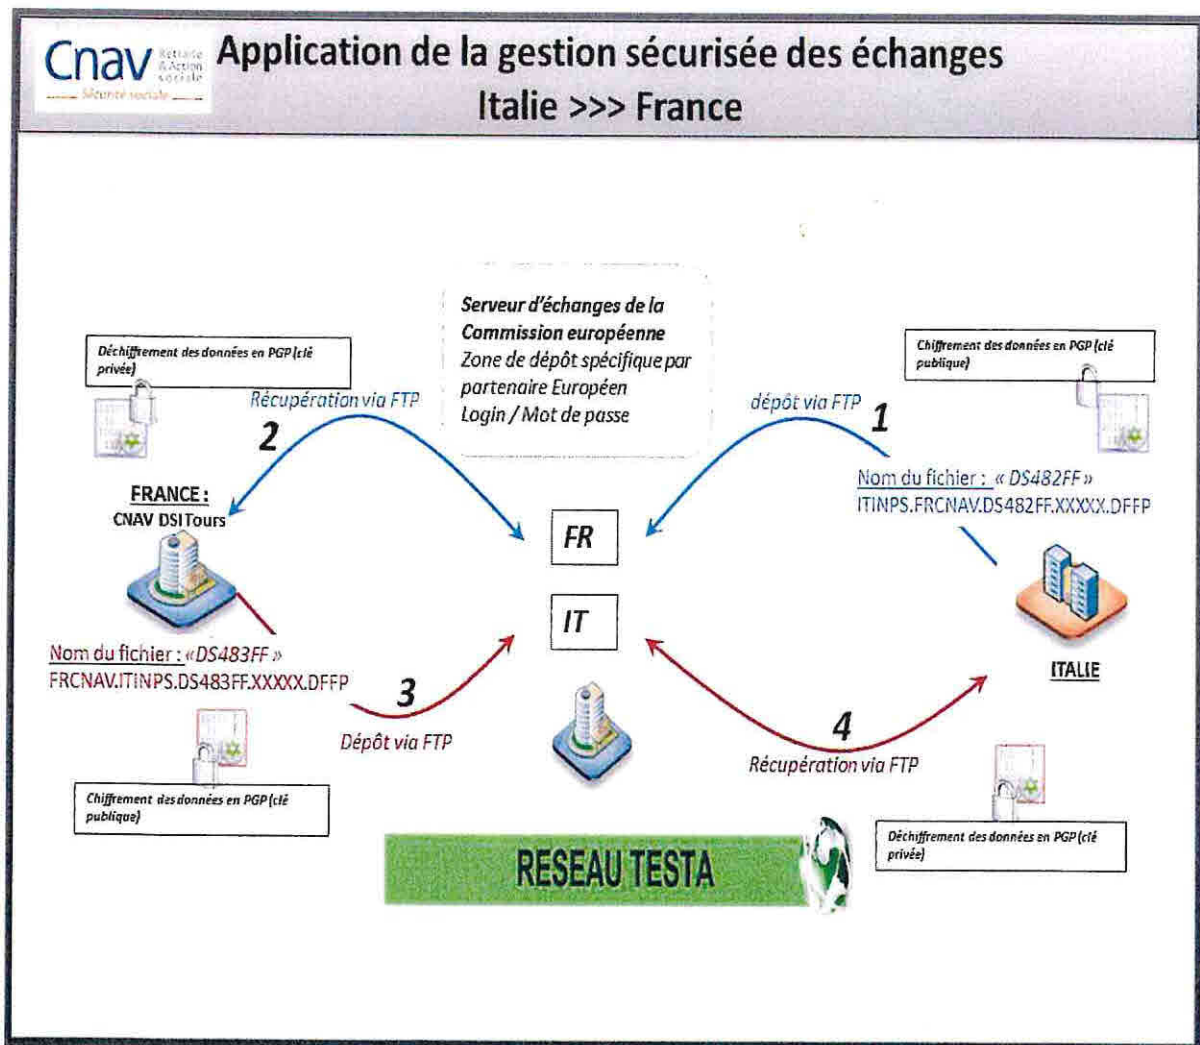 Cnav
Retraite
& Action
sociale
Sécurité sociale
Application de la gestion sécurisée des échanges
Italie >>> France
Serveur d'échanges de la
Commission européenne
Zone de dépôt spécifique par
partenaire Européen
Login / Mot de passe
Déchiffrement des données en PGP (clé
privée)
Récupération via FTP
2
Chiffrement des données en PGP (clé
publique)
dépôt via FTP
1
Nom du fichier : « DS482FF »
ITINPS.FRCNAV.DS482FF.XXXXX.DFFP
FRANCE :
CNAV DSI Tours
FR
IT
ITALIE
Nom du fichier : «DS483FF »
FRCNAV.ITINPS.DS483FF.XXXXX.DFFP
3
Dépôt via FTP
4
Récupération via FTP
Chiffrement des données en PGP (clé
publique)
Déchiffrement des données en PGP (clé
privée)
RESEAU TESTA